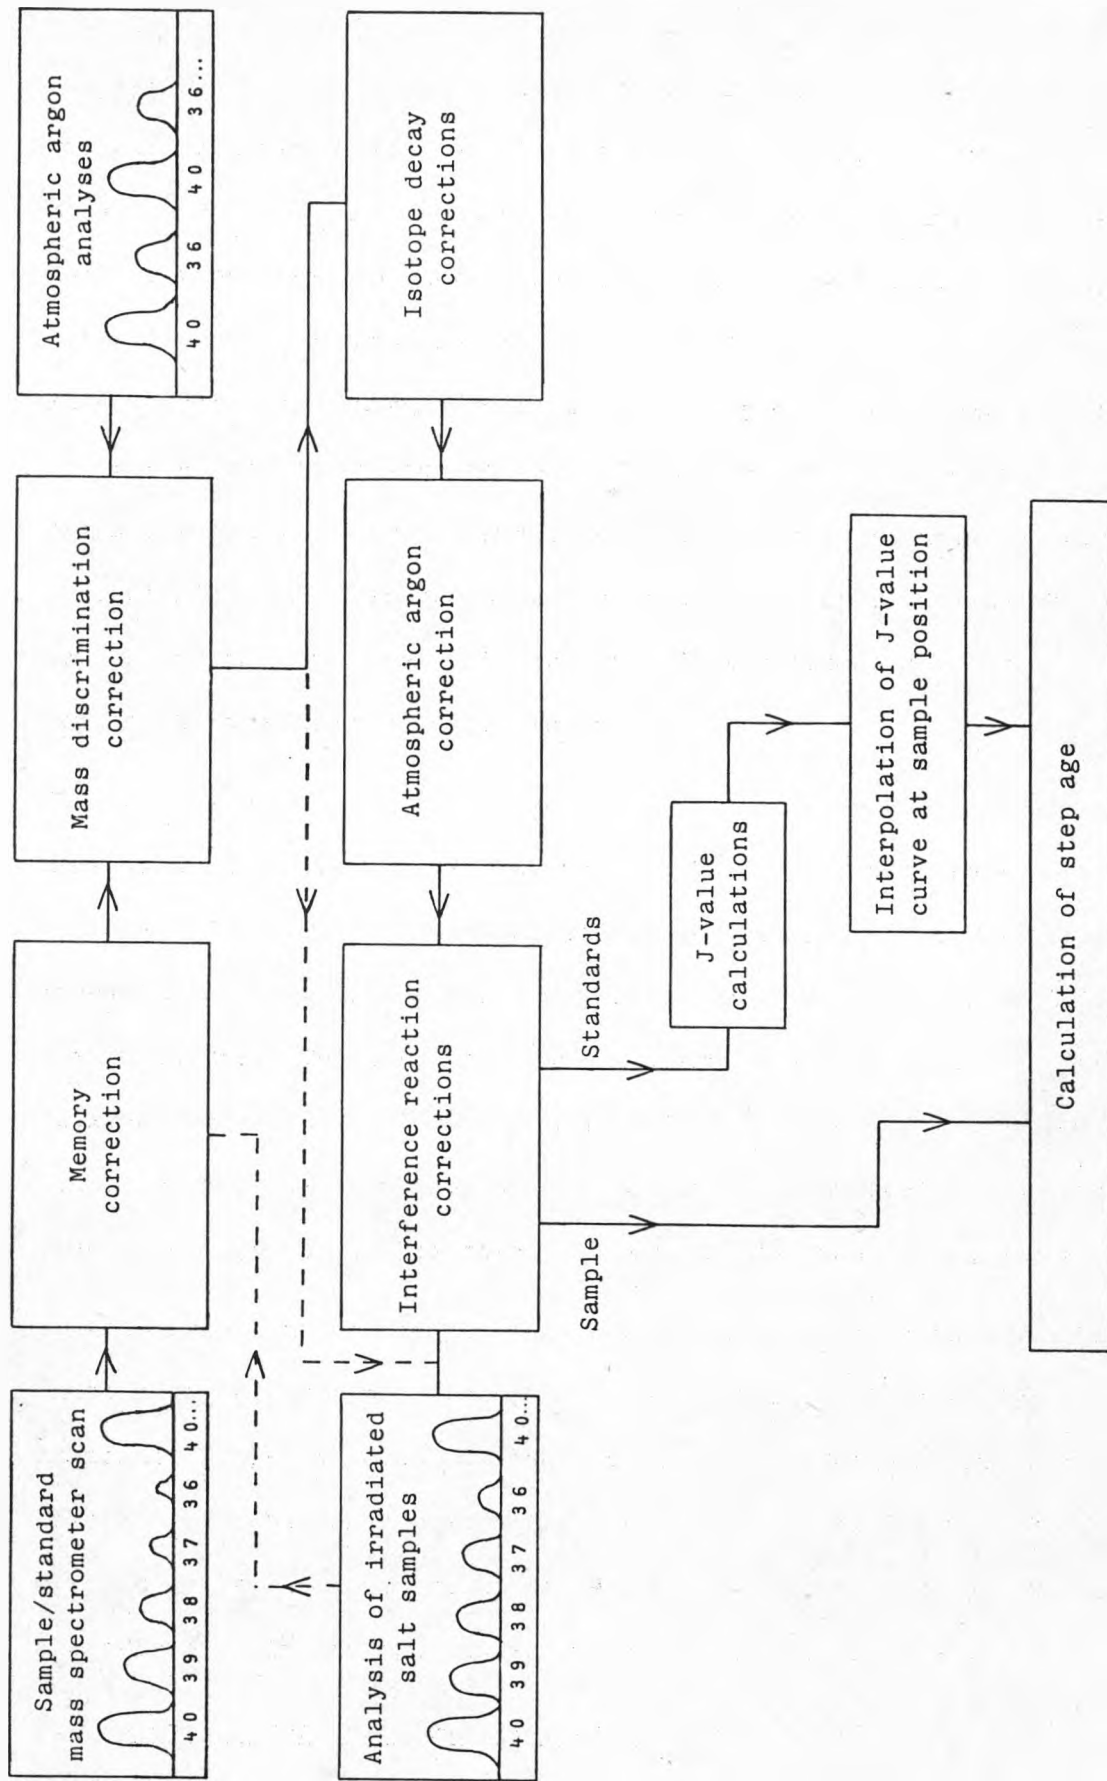 Sample/standard
mass spectrometer scan
40 39 38 37 36 40...
Memory
correction
Mass discrimination
correction
Atmospheric argon
analyses
40 36 40 36...
Analysis of irradiated
salt samples
40 39 38 37 36 40...
Interference reaction
corrections
Atmospheric argon
correction
Isotope decay
corrections
Sample
Standards
J-value
calculations
Interpolation of J-value
curve at sample position
Calculation of step age